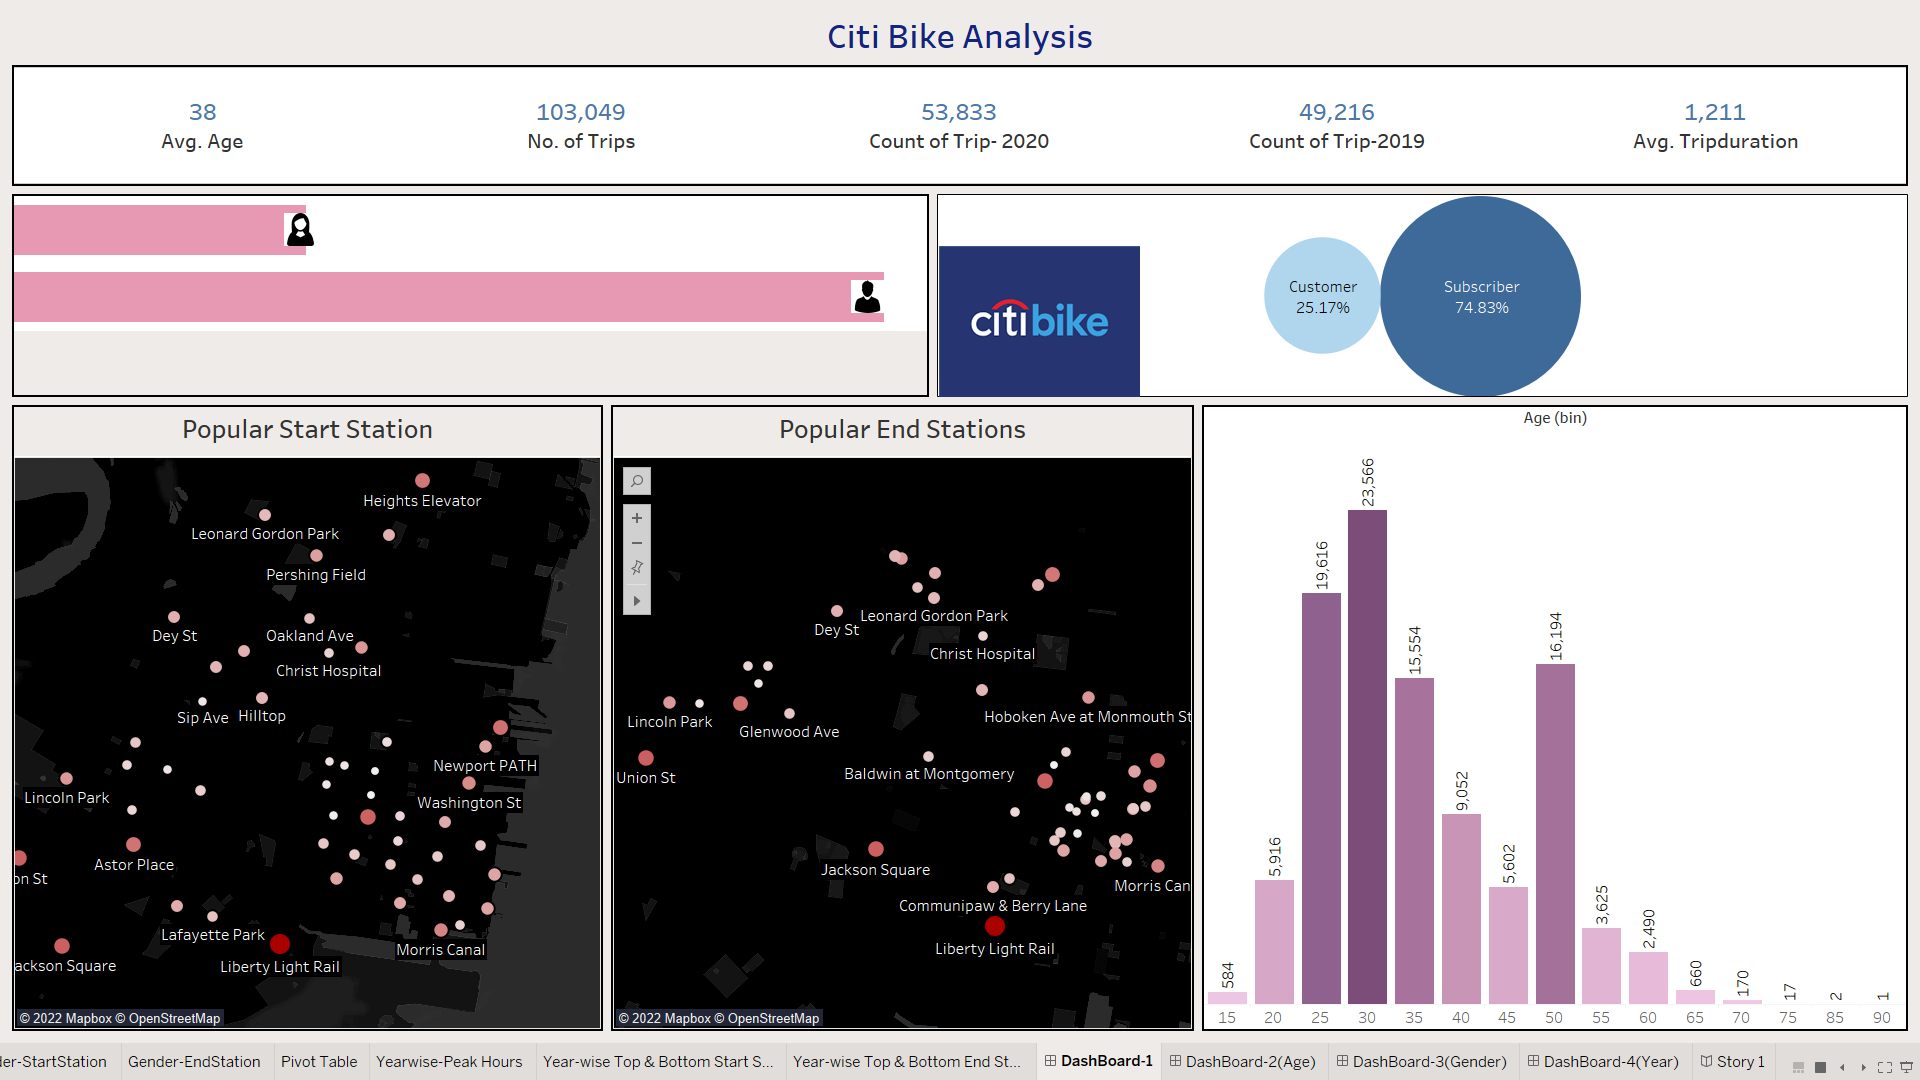 Citi Bike Analysis
38
Avg. Age
103,049
No. of Trips
53,833
Count of Trip- 2020
49,216
Count of Trip-2019
1,211
Avg. Tripduration
citibike
Customer
25.17%
Subscriber
74.83%
Popular Start Station
Heights Elevator
Leonard Gordon Park
Pershing Field
Dey St
Oakland Ave
Christ Hospital
Sip Ave
Hilltop
Newport PATH
Lincoln Park
Washington St
Astor Place
on St
Lafayette Park
Morris Canal
ackson Square
Liberty Light Rail
© 2022 Mapbox © OpenStreetMap
Popular End Stations
Leonard Gordon Park
Dey St
Christ Hospital
Lincoln Park
Hoboken Ave at Monmouth St
Glenwood Ave
Union St
Baldwin at Montgomery
Jackson Square
Morris Can
Communipaw & Berry Lane
Liberty Light Rail
© 2022 Mapbox © OpenStreetMap
Age (bin)
584
5,916
19,616
23,566
15,554
9,052
5,602
16,194
3,625
2,490
660
170
17
2
1
15 20 25 30 35 40 45 50 55 60 65 70 75 85 90
der-StartStation
Gender-EndStation
Pivot Table
Yearwise-Peak Hours
Year-wise Top & Bottom Start S...
Year-wise Top & Bottom End St...
DashBoard-1
DashBoard-2(Age)
DashBoard-3(Gender)
DashBoard-4(Year)
Story 1